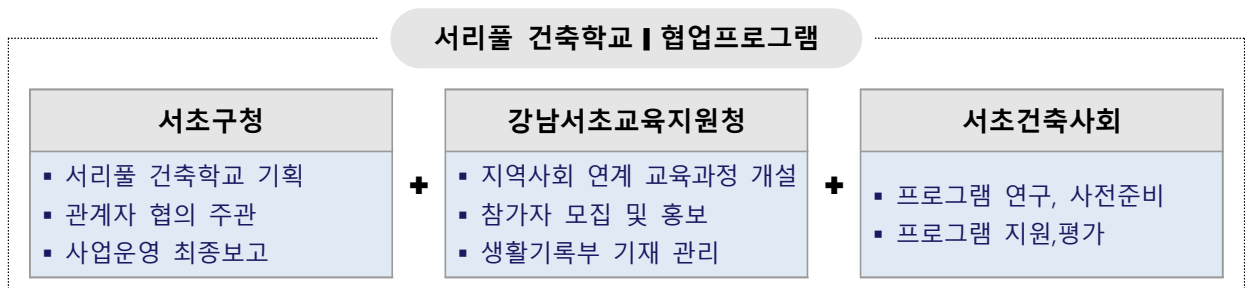 서리풀 건축학교 | 협업프로그램
서초구청
▪ 서리풀 건축학교 기획
▪ 관계자 협의 주관
▪ 사업운영 최종보고
+
강남서초교육지원청
▪ 지역사회 연계 교육과정 개설
▪ 참가자 모집 및 홍보
▪ 생활기록부 기재 관리
+
서초건축사회
▪ 프로그램 연구, 사전준비
▪ 프로그램 지원,평가